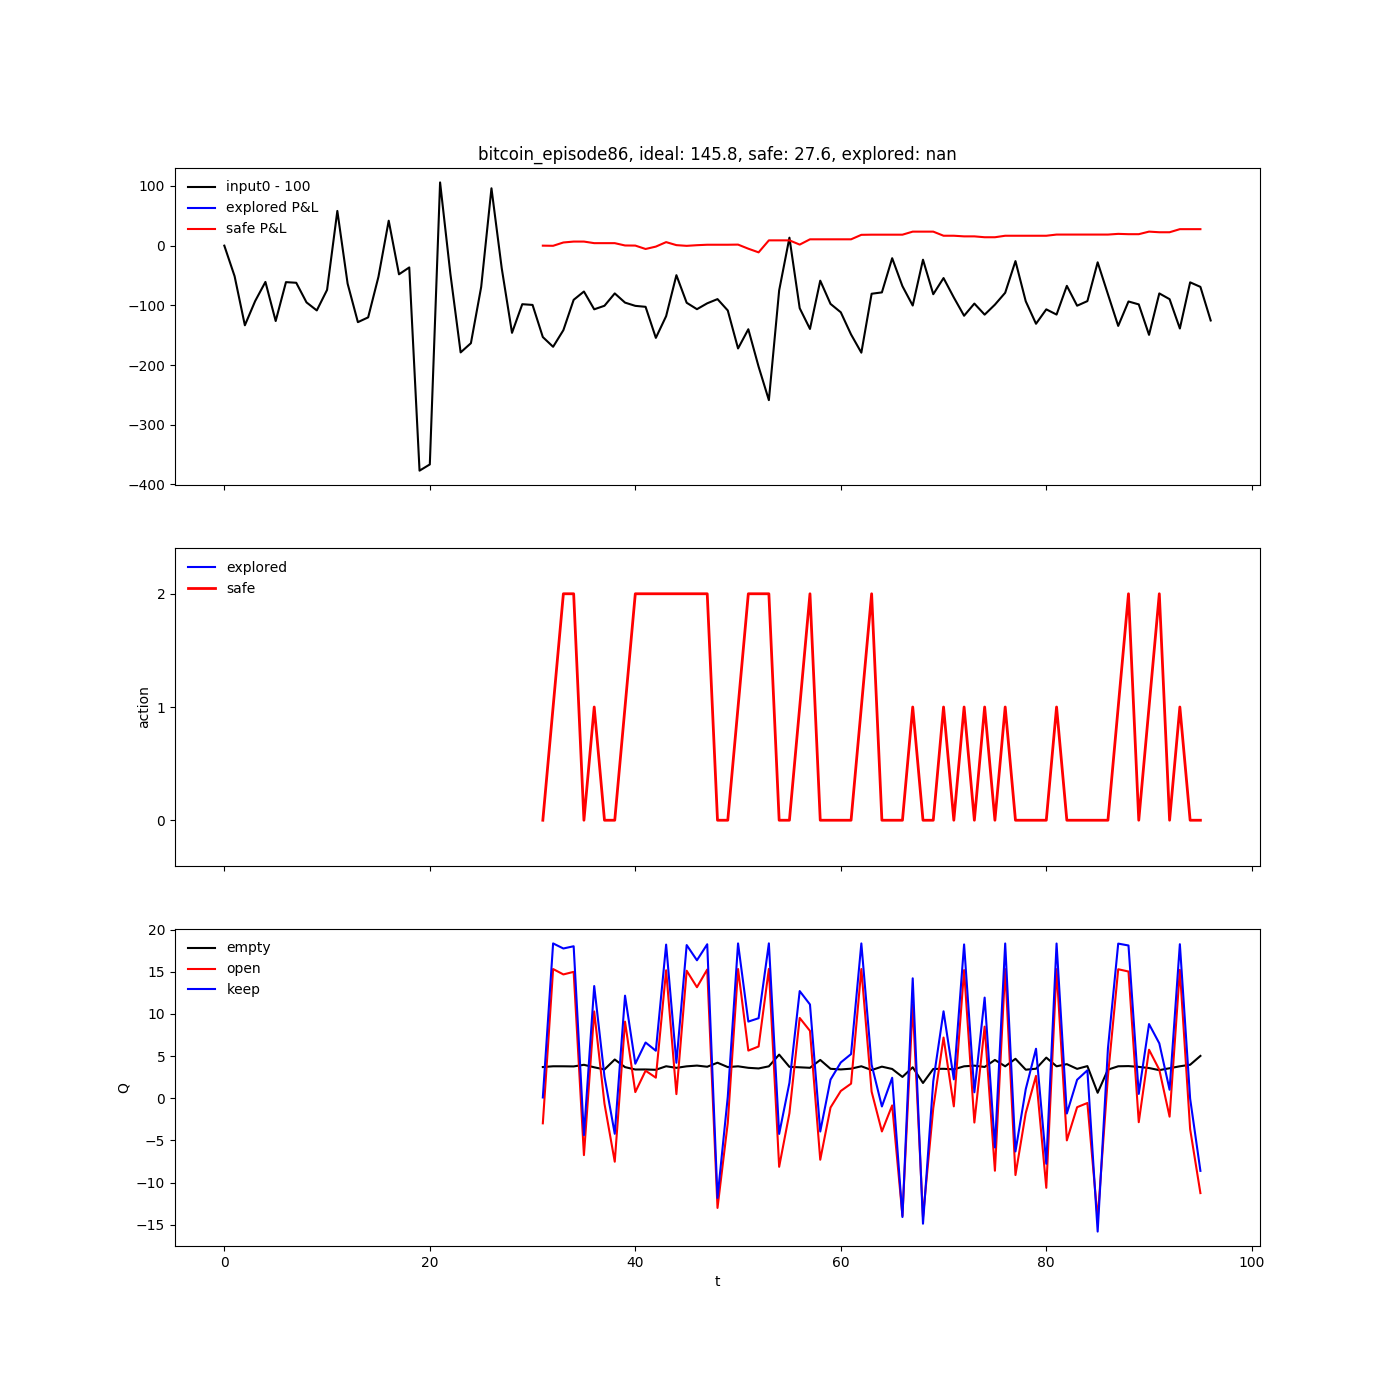 bitcoin_episode86, ideal: 145.8, safe: 27.6, explored: nan
100
0
−100
−200
−300
−400
input0 - 100
explored P&L
safe P&L
2
1
0
action
explored
safe
20
15
10
5
0
−5
−10
−15
Q
empty
open
keep
0
20
40
60
80
100
t